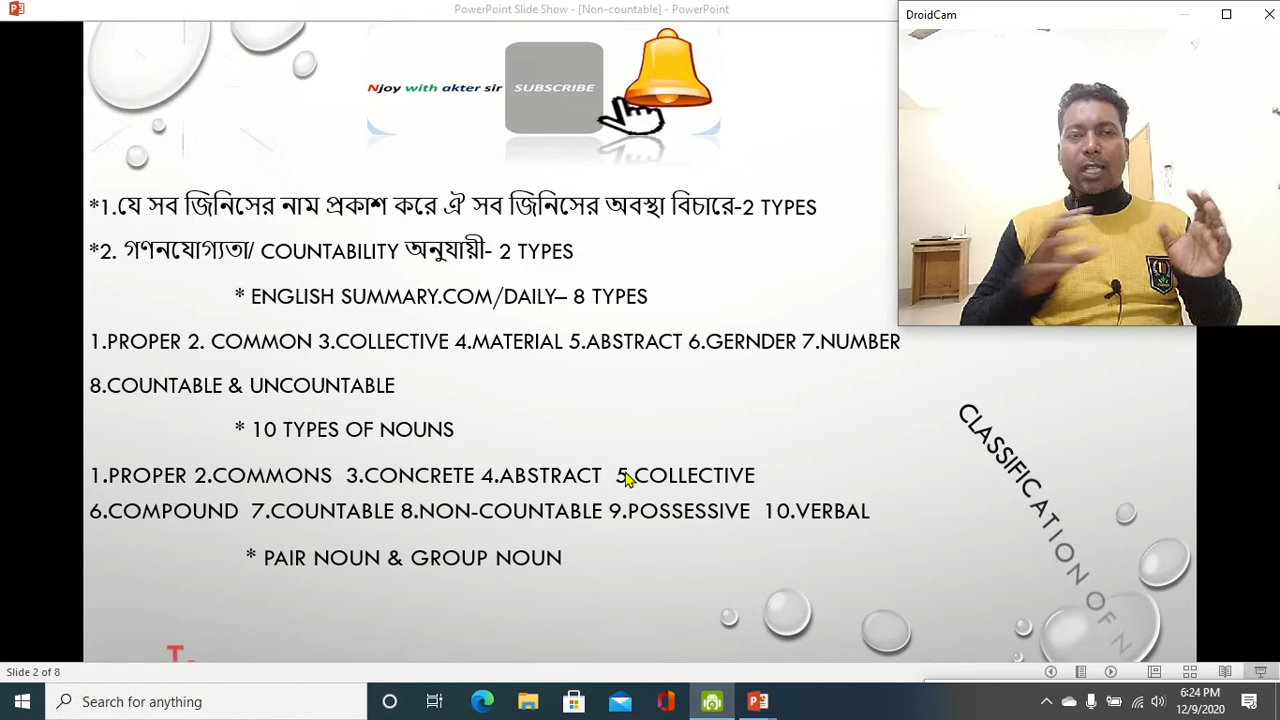 PowerPoint Slide Show - [Non-countable] - PowerPoint
DroidCam
Njoy with akter sir
SUBSCRIBE
*1.যে সব জিনিসের নাম প্রকাশ করে ঐ সব জিনিসের অবস্থা বিচারে-2 TYPES
*2. গণনযোগ্যতা/ COUNTABILITY অনুযায়ী- 2 TYPES
* ENGLISH SUMMARY.COM/DAILY– 8 TYPES
1.PROPER 2. COMMON 3.COLLECTIVE 4.MATERIAL 5.ABSTRACT 6.GERNDER 7.NUMBER
8.COUNTABLE & UNCOUNTABLE
* 10 TYPES OF NOUNS
1.PROPER 2.COMMONS 3.CONCRETE 4.ABSTRACT 5.COLLECTIVE
6.COMPOUND 7.COUNTABLE 8.NON-COUNTABLE 9.POSSESSIVE 10.VERBAL
* PAIR NOUN & GROUP NOUN
CLASSIFICATION OF N
Slide 2 of 8
Search for anything
6:24 PM
12/9/2020